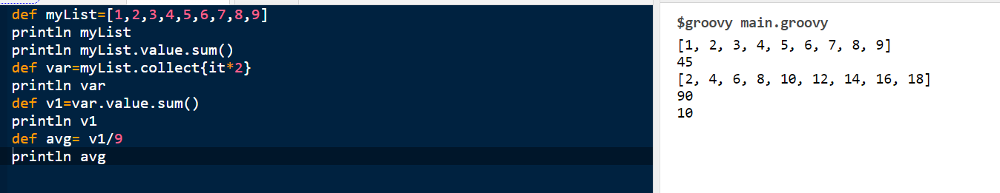 def myList=[1,2,3,4,5,6,7,8,9]
println myList
println myList.value.sum()
def var=myList.collect{it*2}
println var
def v1=var.value.sum()
println v1
def avg= v1/9
println avg
$groovy main.groovy
[1, 2, 3, 4, 5, 6, 7, 8, 9]
45
[2, 4, 6, 8, 10, 12, 14, 16, 18]
90
10